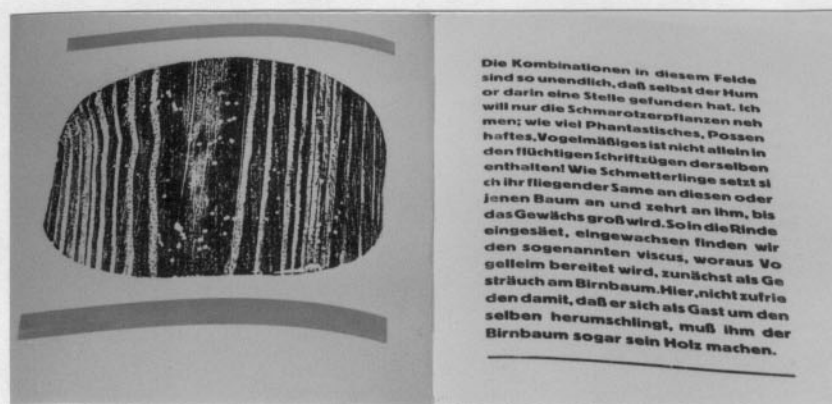 Die Kombinationen in diesem Felde
sind so unendlich, daß selbst der Hum
or darin eine Stelle gefunden hat. Ich
will nur die Schmarotzerpflanzen neh
men; wie viel Phantastisches, Possen
haftes, Vogelmäßiges ist nicht allein in
den flüchtigen Schriftzügen derselben
enthalten! Wie Schmetterlinge setzt si
ch ihr fliegender Same an diesen oder
jenen Baum an und zehrt an ihm, bis
das Gewächs groß wird. So in die Rinde
eingesäet, eingewachsen finden wir
den sogenannten viscus, woraus Vo
gelleim bereitet wird, zunächst als Ge
sträuch am Birnbaum. Hier, nicht zufrie
den damit, daß er sich als Gast um den
selben herumschlingt, muß ihm der
Birnbaum sogar sein Holz machen.